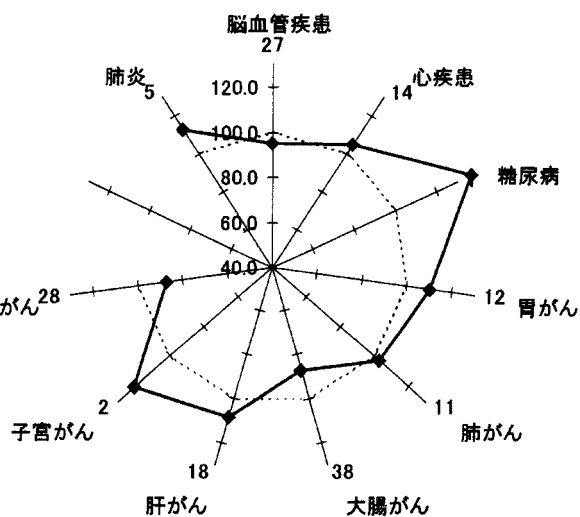 脳血管疾患
27
肺炎
5
心疾患
14
120.0
100.0
80.0
60.0
40.0
糖尿病
がん
28
12
胃がん
2
子宮がん
11
肺がん
18
肝がん
38
大腸がん